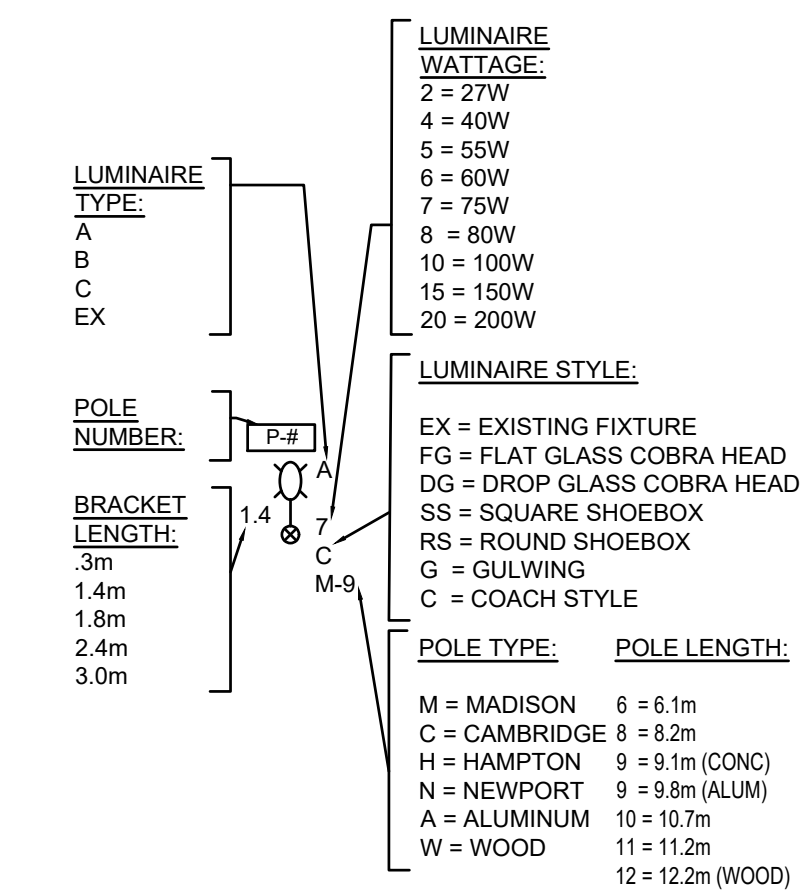 LUMINAIRE
WATTAGE:
2 = 27W
4 = 40W
5 = 55W
6 = 60W
7 = 75W
8 = 80W
10 = 100W
15 = 150W
20 = 200W
LUMINAIRE
TYPE:
A
B
C
EX
POLE
NUMBER:
P-#
BRACKET
LENGTH:
.3m
1.4m
1.8m
2.4m
3.0m
A
1.4
7
C
M-9
LUMINAIRE STYLE:
EX = EXISTING FIXTURE
FG = FLAT GLASS COBRA HEAD
DG = DROP GLASS COBRA HEAD
SS = SQUARE SHOEBOX
RS = ROUND SHOEBOX
G = GULWING
C = COACH STYLE
POLE TYPE:
M = MADISON
C = CAMBRIDGE
H = HAMPTON
N = NEWPORT
A = ALUMINUM
W = WOOD
POLE LENGTH:
6 = 6.1m
8 = 8.2m
9 = 9.1m (CONC)
9 = 9.8m (ALUM)
10 = 10.7m
11 = 11.2m
12 = 12.2m (WOOD)